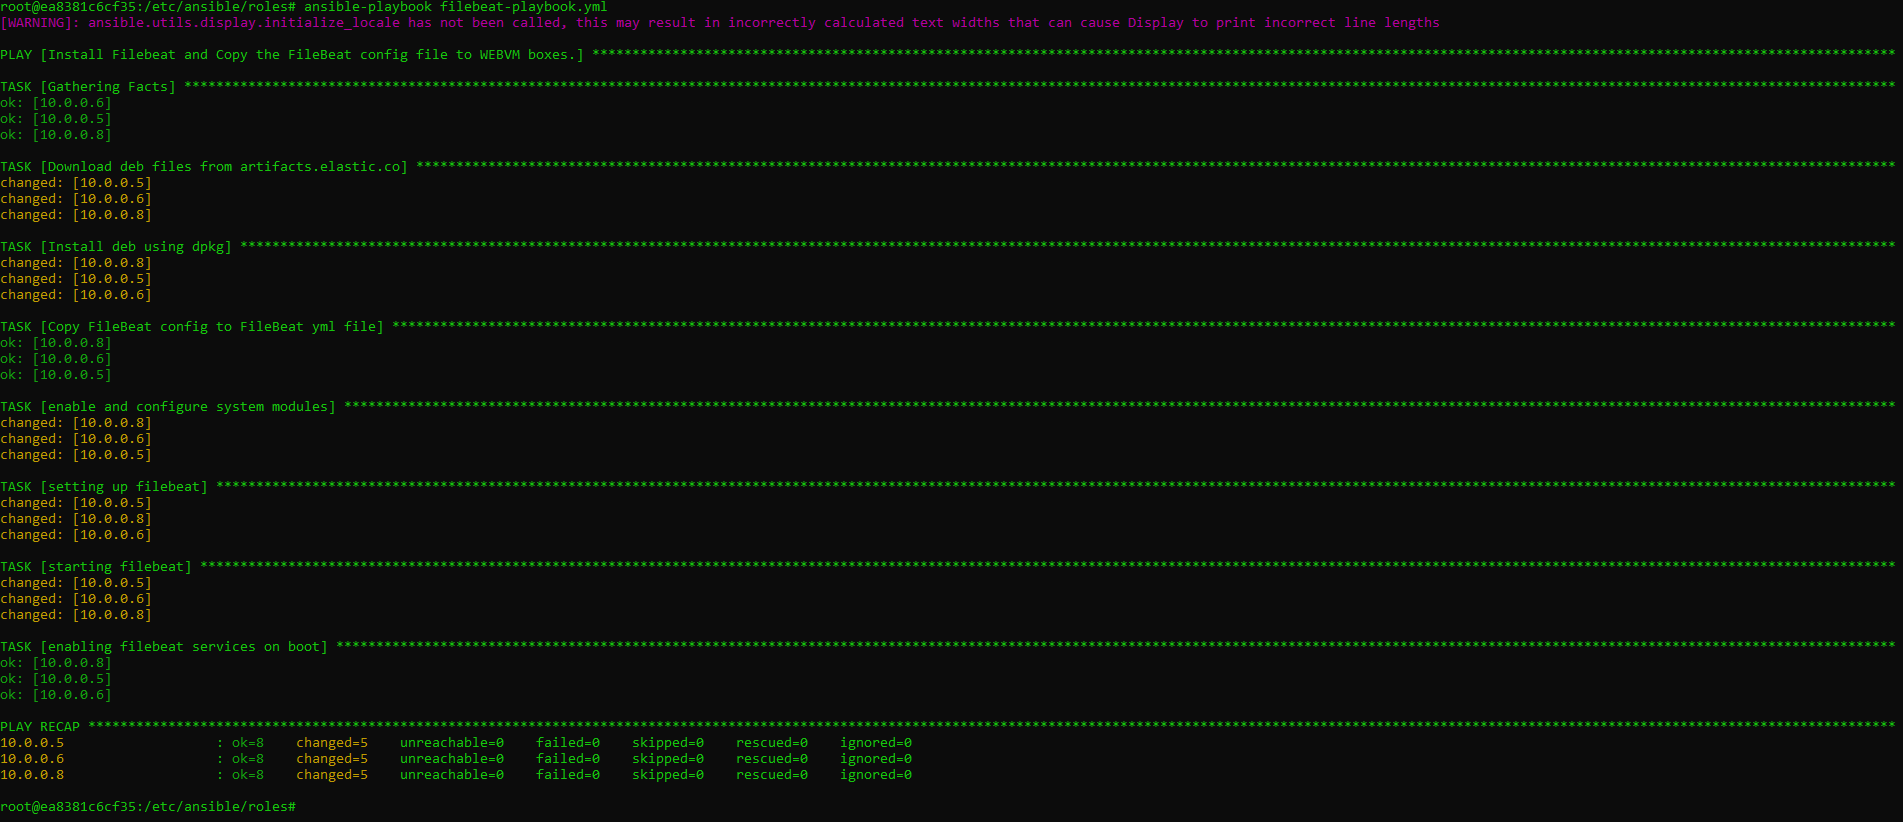 root@ea8381c6cf35:/etc/ansible/roles# ansible-playbook filebeat-playbook.yml
[WARNING]: ansible.utils.display.initialize_locale has not been called, this may result in incorrectly calculated text widths that can cause Display to print incorrect line lengths
PLAY [Install Filebeat and Copy the FileBeat config file to WEBVM boxes.] *******************************************************************************************************************************************************************
TASK [Gathering Facts] **********************************************************************************************************************************************************************************************************************
ok: [10.0.0.6]
ok: [10.0.0.5]
ok: [10.0.0.8]
TASK [Download deb files from artifacts.elastic.co] *****************************************************************************************************************************************************************************************
changed: [10.0.0.5]
changed: [10.0.0.6]
changed: [10.0.0.8]
TASK [Install deb using dpkg] ***************************************************************************************************************************************************************************************************************
changed: [10.0.0.8]
changed: [10.0.0.5]
changed: [10.0.0.6]
TASK [Copy FileBeat config to FileBeat yml file] ********************************************************************************************************************************************************************************************
ok: [10.0.0.8]
ok: [10.0.0.6]
ok: [10.0.0.5]
TASK [enable and configure system modules] **************************************************************************************************************************************************************************************************
changed: [10.0.0.8]
changed: [10.0.0.6]
changed: [10.0.0.5]
TASK [setting up filebeat] ******************************************************************************************************************************************************************************************************************
changed: [10.0.0.5]
changed: [10.0.0.8]
changed: [10.0.0.6]
TASK [starting filebeat] ********************************************************************************************************************************************************************************************************************
changed: [10.0.0.5]
changed: [10.0.0.6]
changed: [10.0.0.8]
TASK [enabling filebeat services on boot] ***************************************************************************************************************************************************************************************************
ok: [10.0.0.8]
ok: [10.0.0.5]
ok: [10.0.0.6]
PLAY RECAP **********************************************************************************************************************************************************************************************************************************
10.0.0.5                   : ok=8    changed=5    unreachable=0    failed=0    skipped=0    rescued=0    ignored=0
10.0.0.6                   : ok=8    changed=5    unreachable=0    failed=0    skipped=0    rescued=0    ignored=0
10.0.0.8                   : ok=8    changed=5    unreachable=0    failed=0    skipped=0    rescued=0    ignored=0
root@ea8381c6cf35:/etc/ansible/roles#